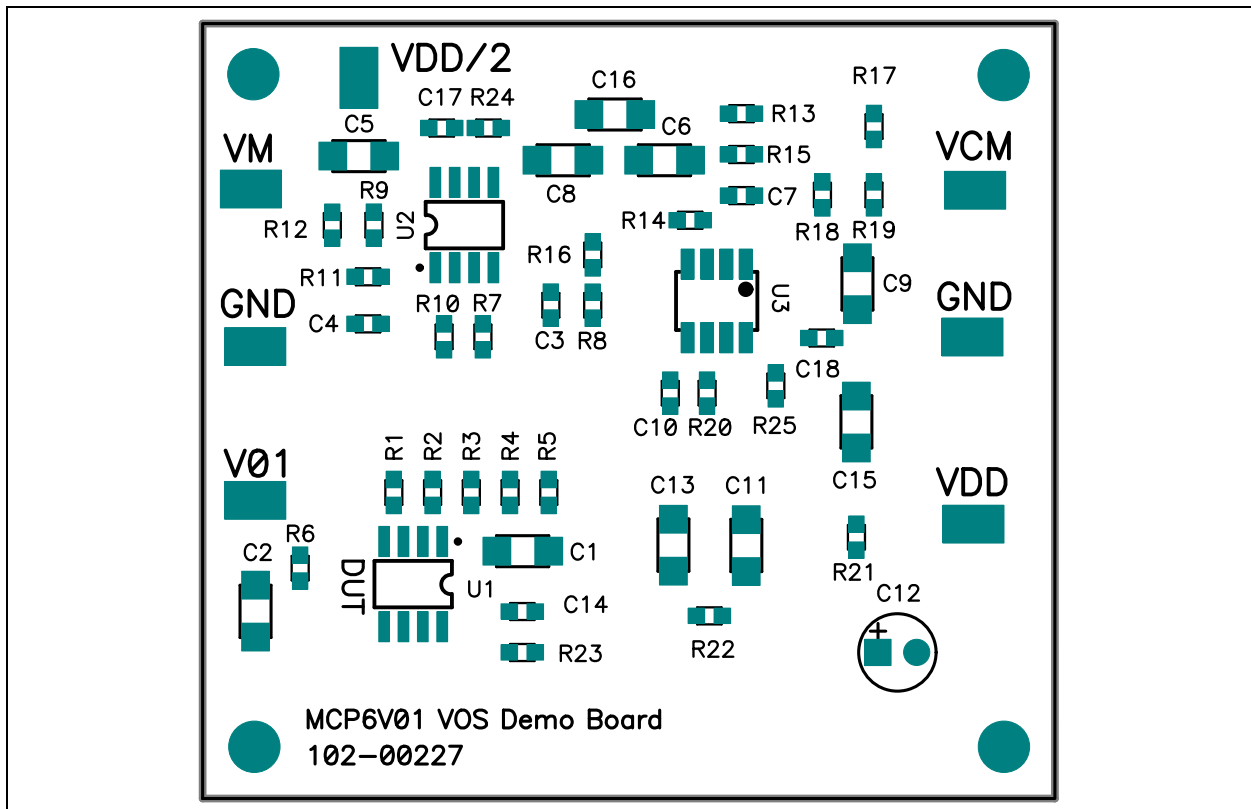 VDD/2
C17
R24
C16
R17
C5
R13
VM
C6
R15
VCM
R9
C8
C7
R12
U2
R14
R18
R19
R16
R11
C9
GND
R10
R7
U3
GND
C4
C3
R8
C18
C10
R20
R25
R1
R2
R3
R4
R5
V01
C13
C11
C15
VDD
R6
C2
C1
R21
DUT
U1
C12
C14
+
R23
R22
MCP6V01 VOS Demo Board
102-00227